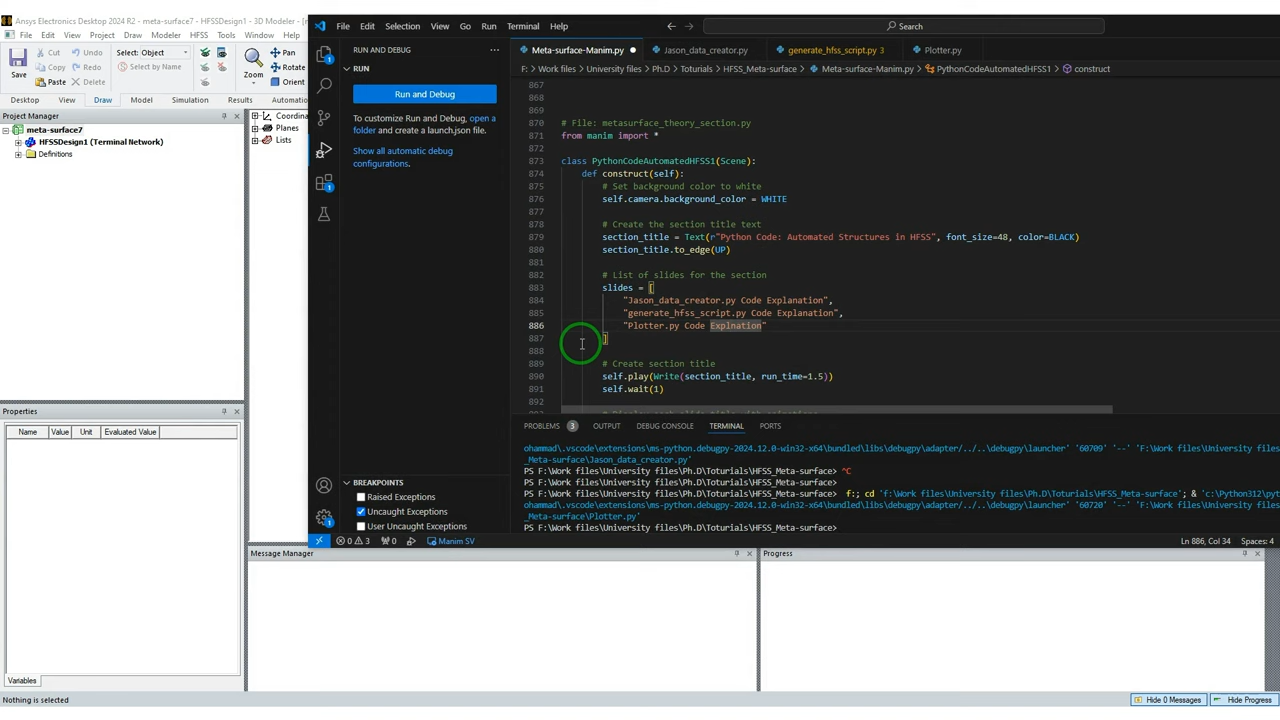 Ansys Electronics Desktop 2024 R2 - meta-surface7 - HFSSDesign1 - 3D Modeler -
File Edit View Project Draw Modeler HFSS Tools Window Help
Save
Cut
Copy
Paste
Undo
Redo
Delete
Select: Object
Select by Name
Zoom
Pan
Rotate
Orient
Desktop View Draw Model Simulation Results Automation
Project Manager
meta-surface7
HFSSDesign1 (Terminal Network)
Definitions
Coordina
Planes
Lists
Properties
Name Value Unit Evaluated Value
Variables
Nothing is selected
File Edit Selection View Go Run Terminal Help
Search
RUN AND DEBUG
RUN
Run and Debug
To customize Run and Debug, open a
folder and create a launch.json file.
Show all automatic debug
configurations.
BREAKPOINTS
Raised Exceptions
Uncaught Exceptions
User Uncaught Exceptions
Meta-surface-Manim.py Jason_data_creator.py generate_hfss_script.py 3 Plotter.py
F: > Work files > University files > Ph.D > Toturials > HFSS_Meta-surface > Meta-surface-Manim.py > PythonCodeAutomatedHFSS1 > construct
867
868
869
870 # File: metasurface_theory_section.py
871 from manim import *
872
873 class PythonCodeAutomatedHFSS1(Scene):
874 def construct(self):
875 # Set background color to white
876 self.camera.background_color = WHITE
877
878 # Create the section title text
879 section_title = Text(r"Python Code: Automated Structures in HFSS", font_size=48, color=BLACK)
880 section_title.to_edge(UP)
881
882 # List of slides for the section
883 slides = [
884 "Jason_data_creator.py Code Explanation",
885 "generate_hfss_script.py Code Explanation",
886 "Plotter.py Code Explnation"
887 ]
888
889 # Create section title
890 self.play(Write(section_title, run_time=1.5))
891 self.wait(1)
892
PROBLEMS 3 OUTPUT DEBUG CONSOLE TERMINAL PORTS
ohammad\.vscode\extensions\ms-python.debugpy-2024.12.0-win32-x64\bundled\libs\debugpy\adapter/../..\debugpy\launcher' '60709' '--' 'F:\Work files\University files\Ph.D\Toturials\HFSS
_Meta-surface\Jason_data_creator.py'
PS F:\Work files\University files\Ph.D\Toturials\HFSS_Meta-surface> ^C
PS F:\Work files\University files\Ph.D\Toturials\HFSS_Meta-surface>
PS F:\Work files\University files\Ph.D\Toturials\HFSS_Meta-surface> f:; cd 'f:\Work files\University files\Ph.D\Toturials\HFSS_Meta-surface'; & 'c:\Python312\pyt
ohammad\.vscode\extensions\ms-python.debugpy-2024.12.0-win32-x64\bundled\libs\debugpy\adapter/../..\debugpy\launcher' '60720' '--' 'F:\Work files\University files\Ph.D\Toturials\HFSS
_Meta-surface\Plotter.py'
PS F:\Work files\University files\Ph.D\Toturials\HFSS_Meta-surface>
0 3 0 Manim SV
Ln 886, Col 34 Spaces: 4
Message Manager
Progress
Hide 0 Messages
Hide Progress